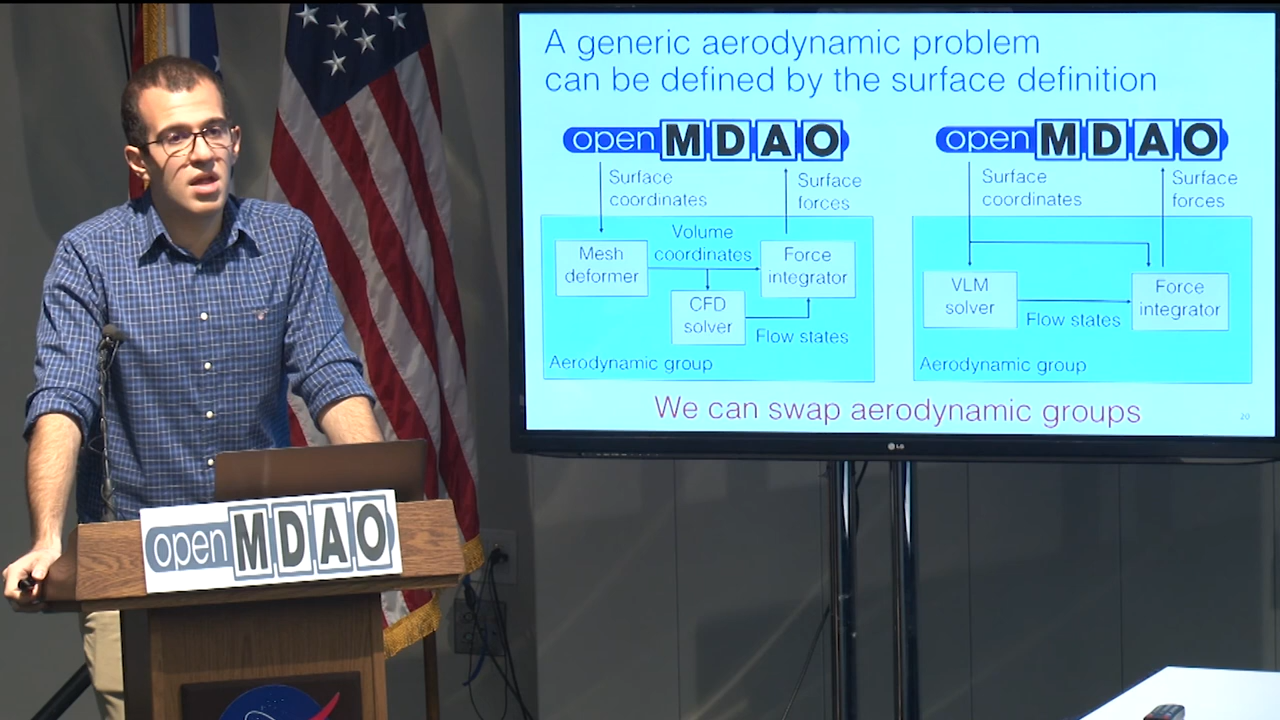 A generic aerodynamic problem
can be defined by the surface definition
openMDAO
Surface
coordinates
Surface
forces
Volume
coordinates
Mesh
deformer
Force
integrator
CFD
solver
Flow states
Aerodynamic group
openMDAO
Surface
coordinates
Surface
forces
VLM
solver
Force
integrator
Flow states
Aerodynamic group
We can swap aerodynamic groups
20
LG
openMDAO